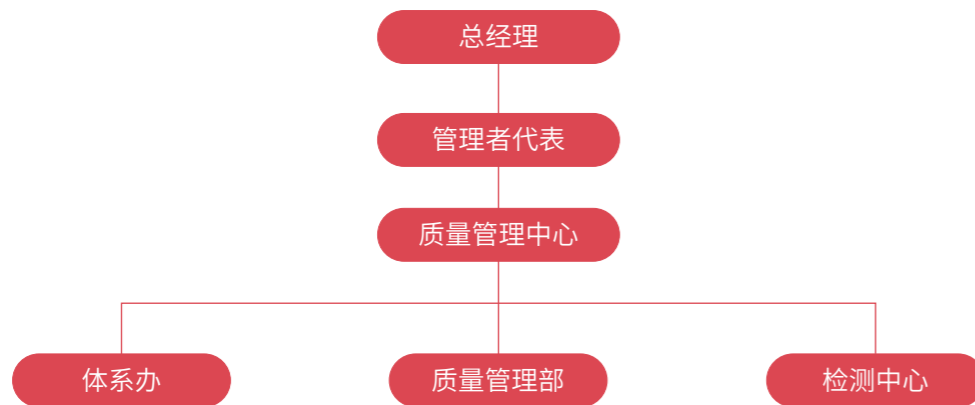 总经理
管理者代表
质量管理中心
体系办
质量管理部
检测中心